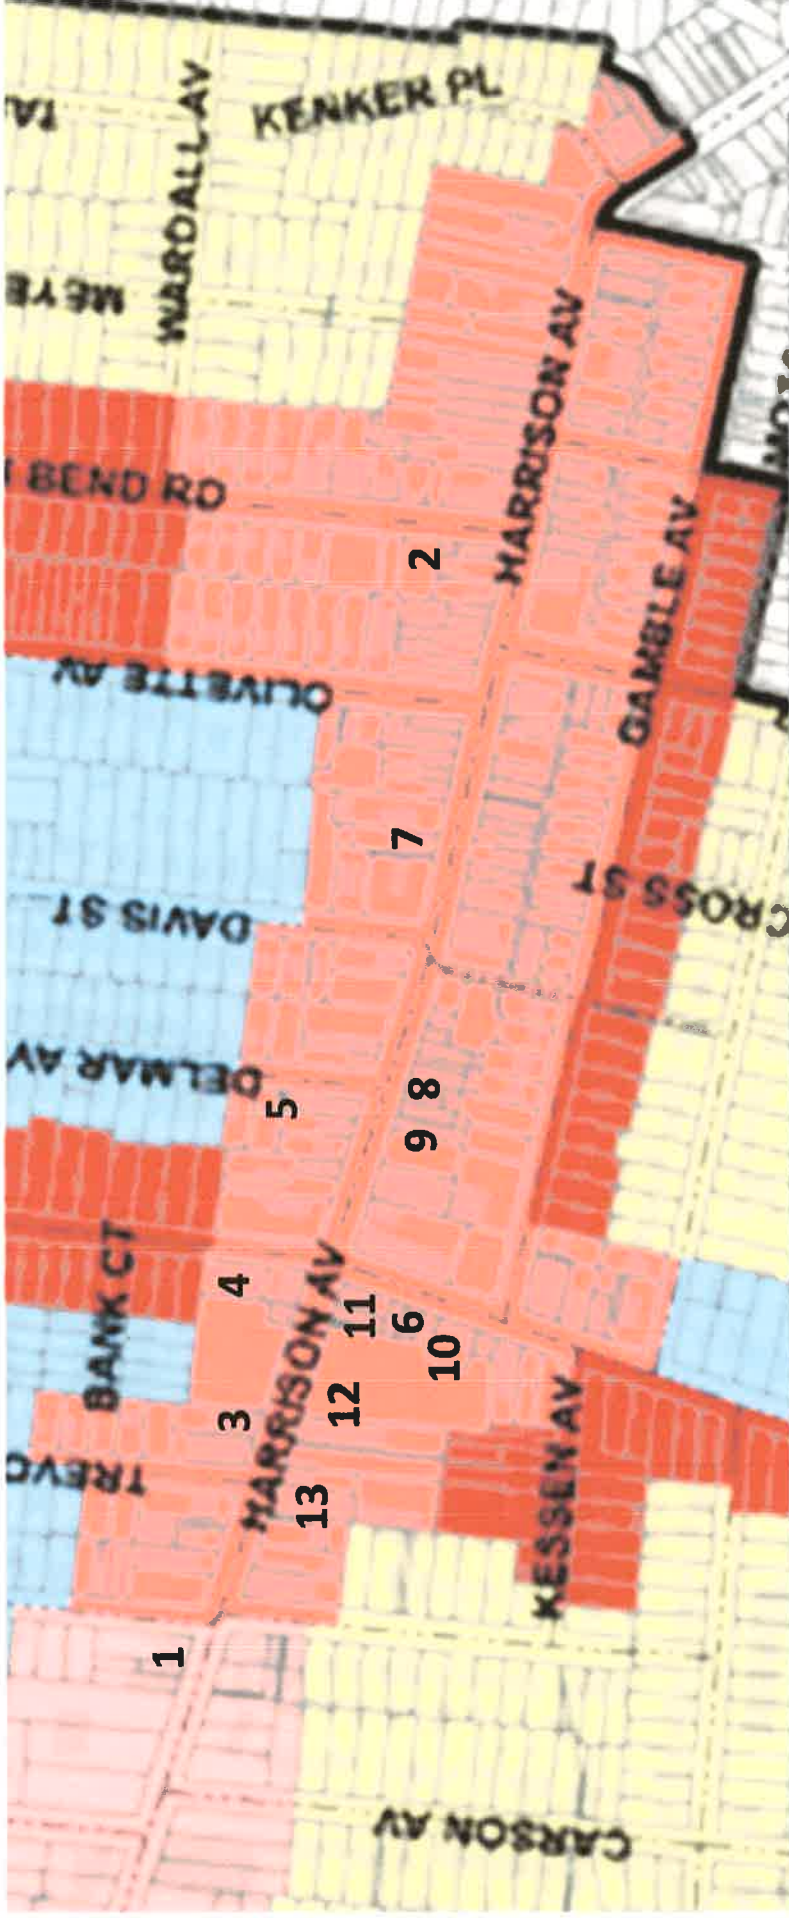 KENKER PL
WARDALL AV
HARRISON AV
BEND RD
2
GAMBLE AV
OLIVETTE AV
7
CROSS ST
DAVIS ST
DELMAR AV
5
8
9
4
BANK CT
HARRISON AV
11
6
10
3
12
13
KESSEN AV
1
CARSON AV